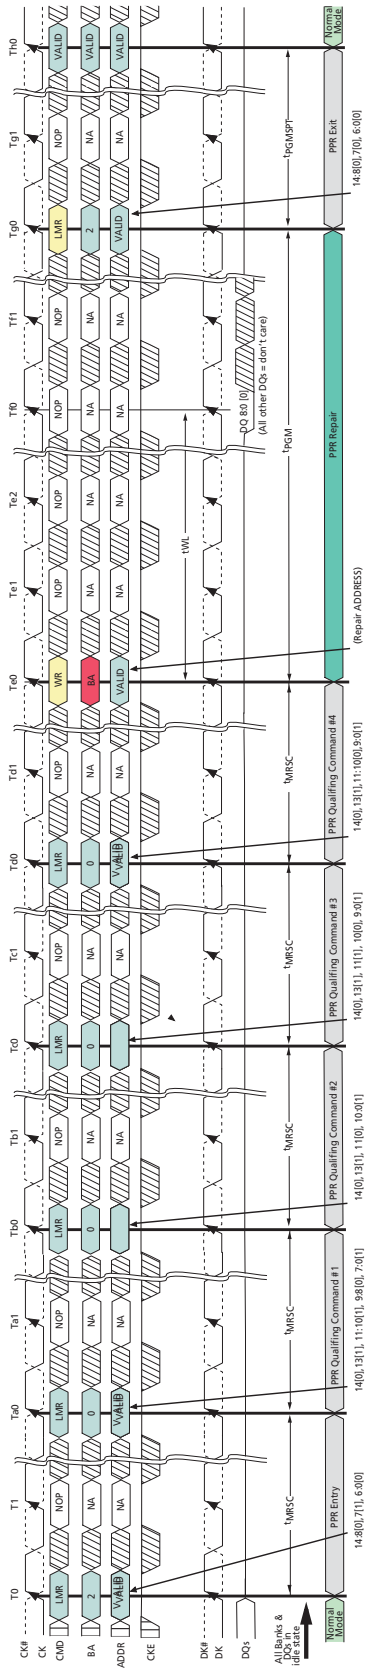 T0 T1 Ta0 Ta1 Tb0 Tb1 Tc0 Tc1 Td0 Td1 Te0 Te1 Te2 Tf0 Tf1 Tg0 Tg1 Th0
CK#
CK
CMD LMR NOP LMR NOP LMR NOP LMR NOP LMR NOP WR NOP NOP NOP NOP LMR NOP VALID
BA 2 NA 0 NA 0 NA 0 NA 0 NA BA NA NA NA NA 2 NA VALID
ADDR VALID NA VALID NA NA NA VALID NA VALID NA NA NA NA VALID NA VALID
CKE
tWL
DK#
DK
DQs DQ 8:0 [0]
(All other DQs = don't care)
All Banks &
DQs in
idle state
tMRSC tMRSC tMRSC tMRSC tMRSC tPGM tPGMSPT
Normal
Mode
PPR Entry
PPR Qualifing Command #1
PPR Qualifing Command #2
PPR Qualifing Command #3
PPR Qualifing Command #4
PPR Repair
PPR Exit
Normal
Mode
14:8[0],7[1], 6:0[0]
14[0],13[1], 11:10[1], 9:8[0], 7:0[1]
14[0],13[1], 11[0], 10:0[1]
14[0],13[1], 11[1], 10[0], 9:0[1]
14[0],13[1],11:10[0],9:0[1]
(Repair ADDRESS)
14:8[0],7[0], 6:0[0]